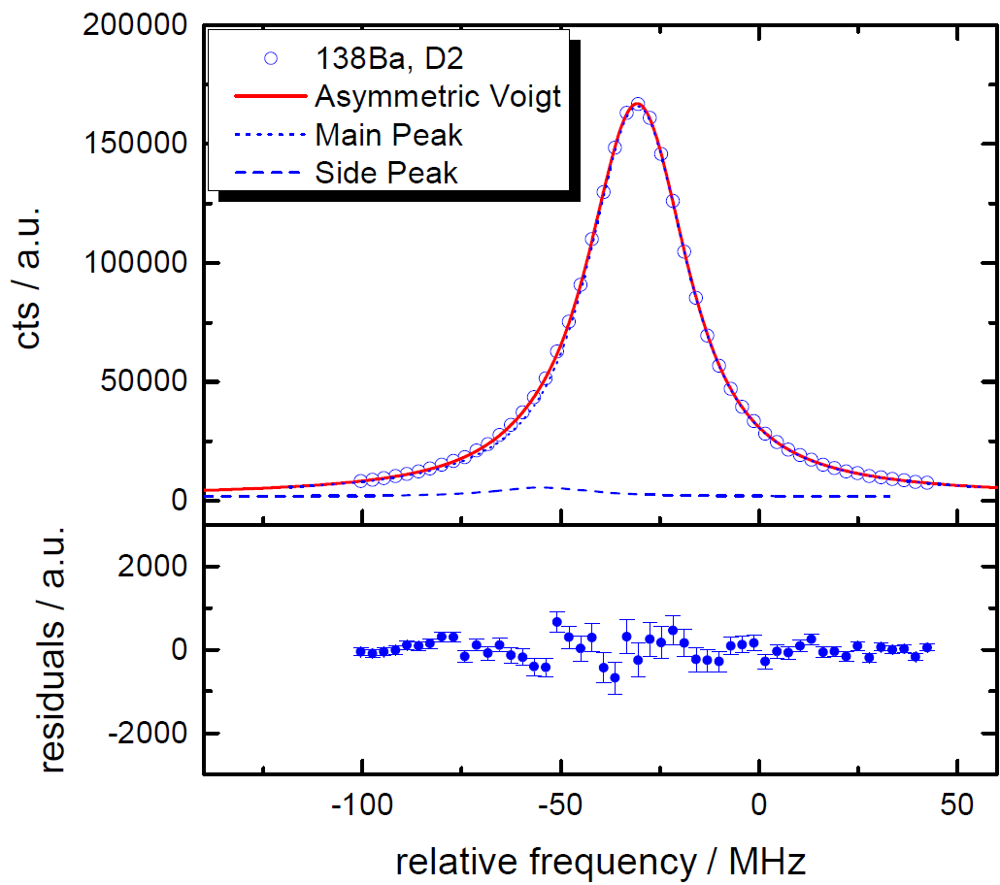 200000
150000
100000
50000
0
cts / a.u.
138Ba, D2
Asymmetric Voigt
Main Peak
Side Peak
2000
0
-2000
residuals / a.u.
-100 -50 0 50
relative frequency / MHz